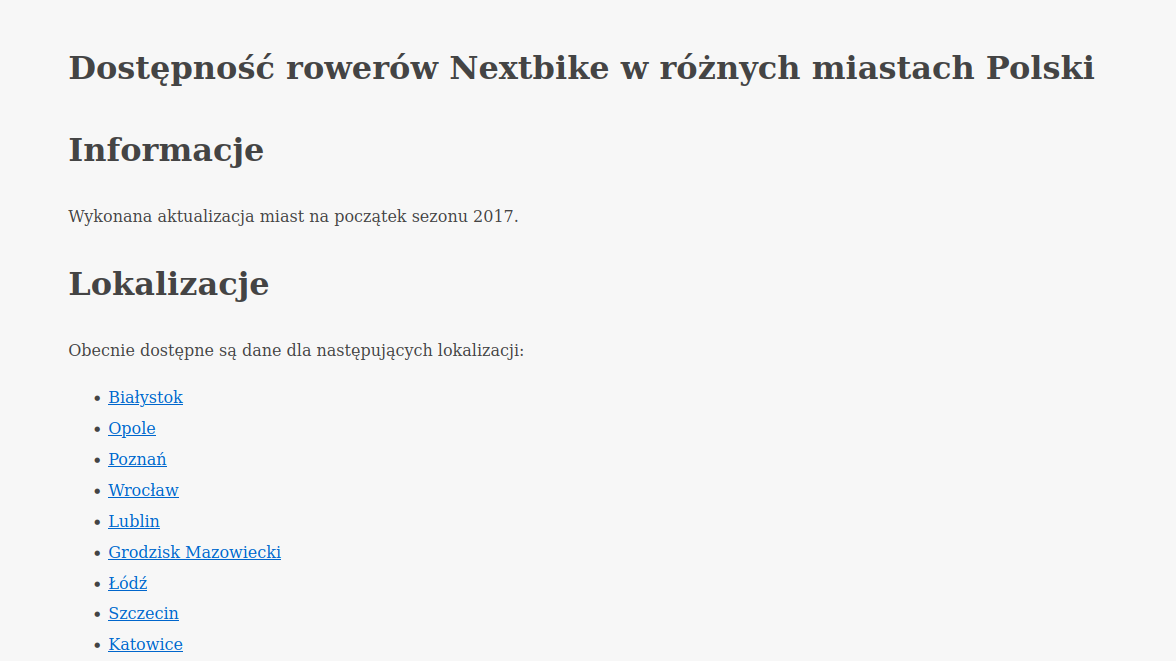 Dostępność rowerów Nextbike w różnych miastach Polski
Informacje
Wykonana aktualizacja miast na początek sezonu 2017.
Lokalizacje
Obecnie dostępne są dane dla następujących lokalizacji:
Białystok
Opole
Poznań
Wrocław
Lublin
Grodzisk Mazowiecki
Łódź
Szczecin
Katowice